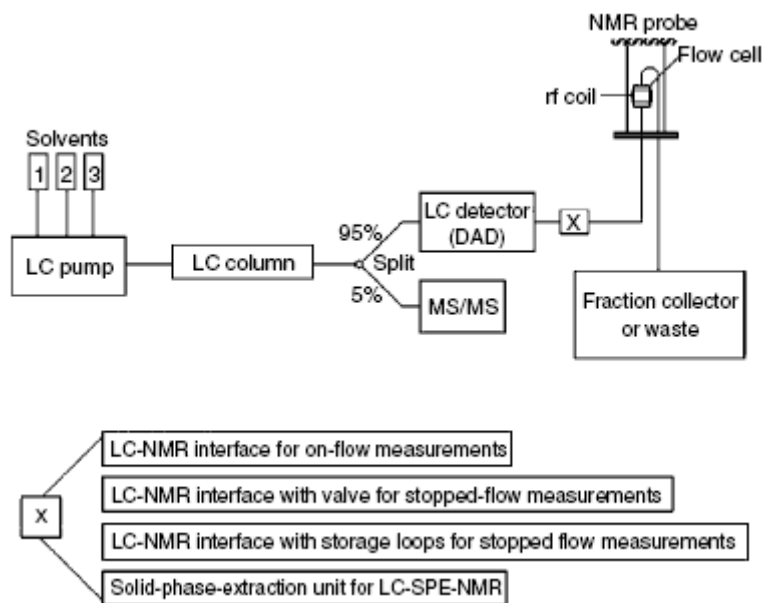 NMR probe
Flow cell
rf coil
Solvents
1 2 3
LC pump
LC column
95%
Split
5%
LC detector
(DAD)
X
MS/MS
Fraction collector
or waste
X
LC-NMR interface for on-flow measurements
LC-NMR interface with valve for stopped-flow measurements
LC-NMR interface with storage loops for stopped flow measurements
Solid-phase-extraction unit for LC-SPE-NMR